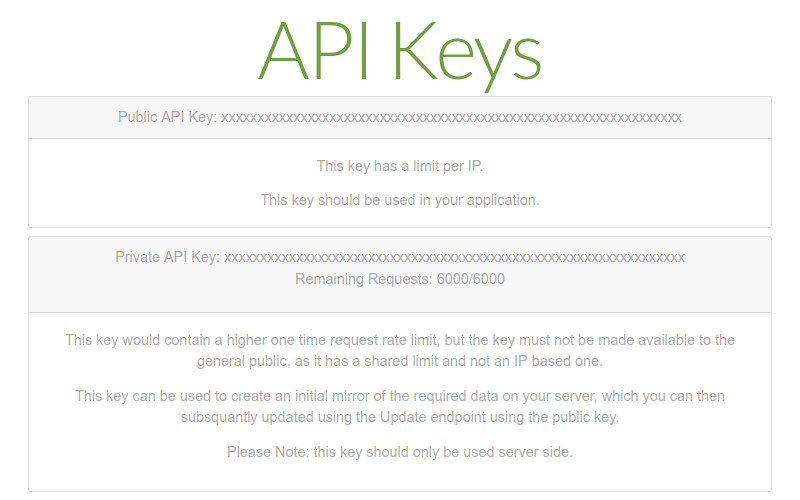 API Keys
Public API Key: xxxxxxxxxxxxxxxxxxxxxxxxxxxxxxxxxxxxxxxxxxxxxxxxxxxxxxxxxxxxxxxx
This key has a limit per IP.
This key should be used in your application.
Private API Key: xxxxxxxxxxxxxxxxxxxxxxxxxxxxxxxxxxxxxxxxxxxxxxxxxxxxxxxxxxxxxxxx
Remaining Requests: 6000/6000
This key would contain a higher one time request rate limit, but the key must not be made available to the
general public, as it has a shared limit and not an IP based one.
This key can be used to create an initial mirror of the required data on your server, which you can then
subsquantly updated using the Update endpoint using the public key.
Please Note: this key should only be used server side.